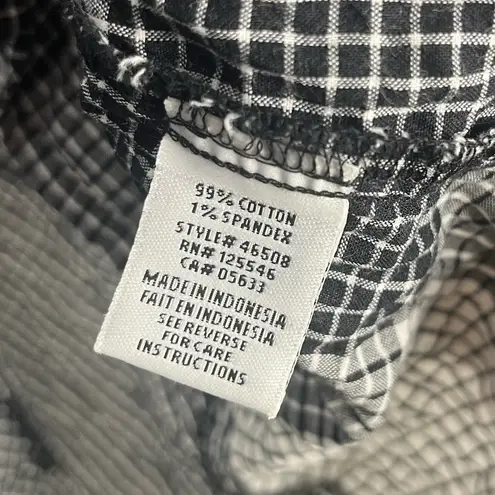 99% COTTON
1% SPANDEX
STYLE# 46508
RN# 125546
CA# 05633
MADE IN INDONESIA
FAIT EN INDONESIA
SEE REVERSE
FOR CARE
INSTRUCTIONS